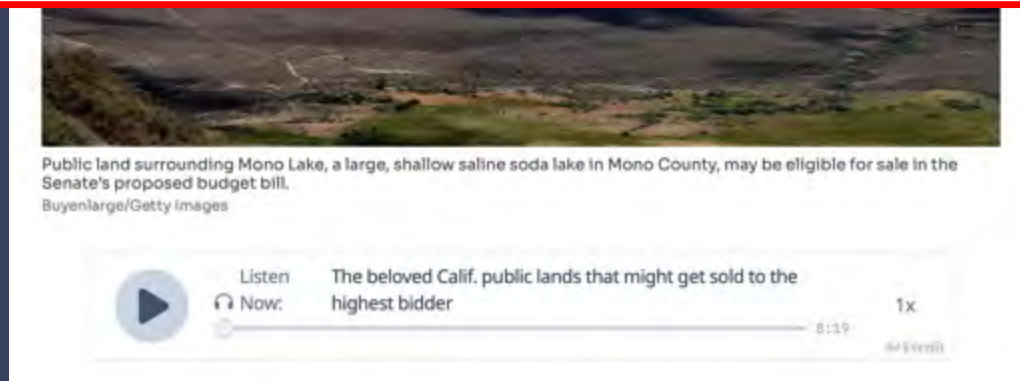 Public land surrounding Mono Lake, a large, shallow saline soda lake in Mono County, may be eligible for sale in the
Senate's proposed budget bill.
Buyenlarge/Getty Images
Listen
Now:
The beloved Calif. public lands that might get sold to the
highest bidder
1x
8:19